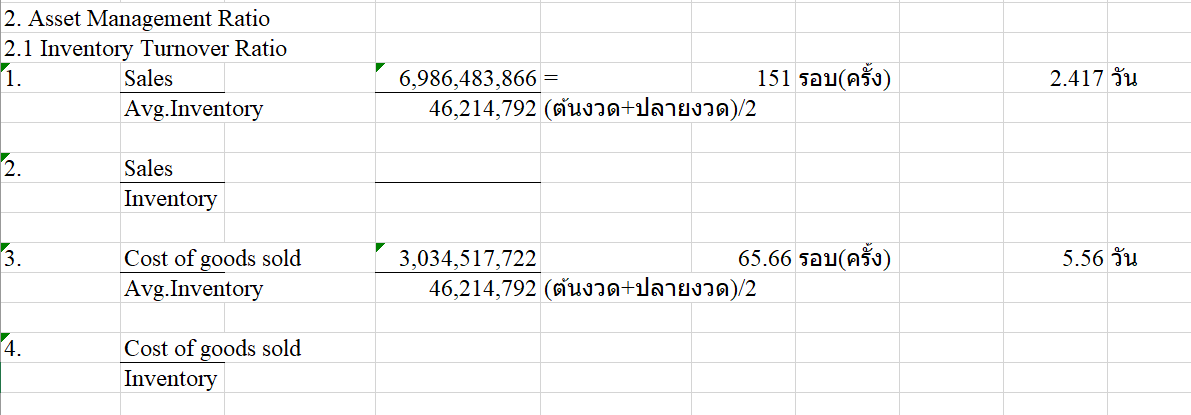 2. Asset Management Ratio
2.1 Inventory Turnover Ratio
1. Sales 6,986,483,866 = 151 รอบ(ครั้ง) 2.417 วัน
Avg.Inventory 46,214,792 (ต้นงวด+ปลายงวด)/2
2. Sales
Inventory
3. Cost of goods sold 3,034,517,722 65.66 รอบ(ครั้ง) 5.56 วัน
Avg.Inventory 46,214,792 (ต้นงวด+ปลายงวด)/2
4. Cost of goods sold
Inventory